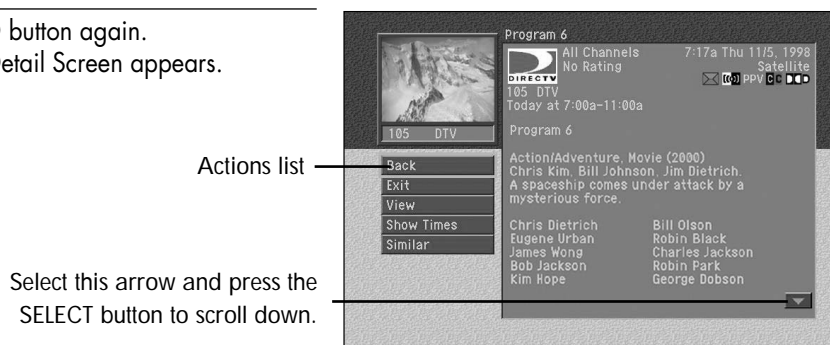 button again.
etail Screen appears.
Actions list
Select this arrow and press the
SELECT button to scroll down.
105 DTV
Back
Exit
View
Show Times
Similar
Program 6
DIRECTV
All Channels 7:17a Thu 11/5, 1998
No Rating Satellite
PPV CC
105 DTV
Today at 7:00a-11:00a
Program 6
Action/Adventure, Movie (2000)
Chris Kim, Bill Johnson, Jim Dietrich.
A spaceship comes under attack by a
mysterious force.
Chris Dietrich Bill Olson
Eugene Urban Robin Black
James Wong Charles Jackson
Bob Jackson Robin Park
Kim Hope George Dobson